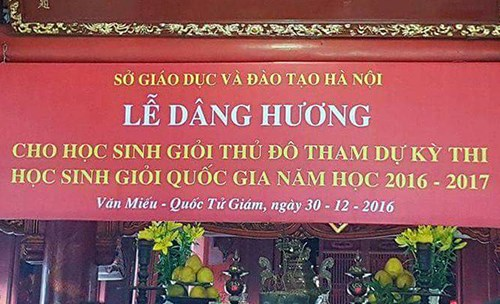 SỞ GIÁO DỤC VÀ ĐÀO TẠO HÀ NỘI
LỄ DÂNG HƯƠNG
CHO HỌC SINH GIỎI THỦ ĐÔ THAM DỰ KỲ THI
HỌC SINH GIỎI QUỐC GIA NĂM HỌC 2016 - 2017
Văn Miếu - Quốc Tử Giám, ngày 30 - 12 - 2016